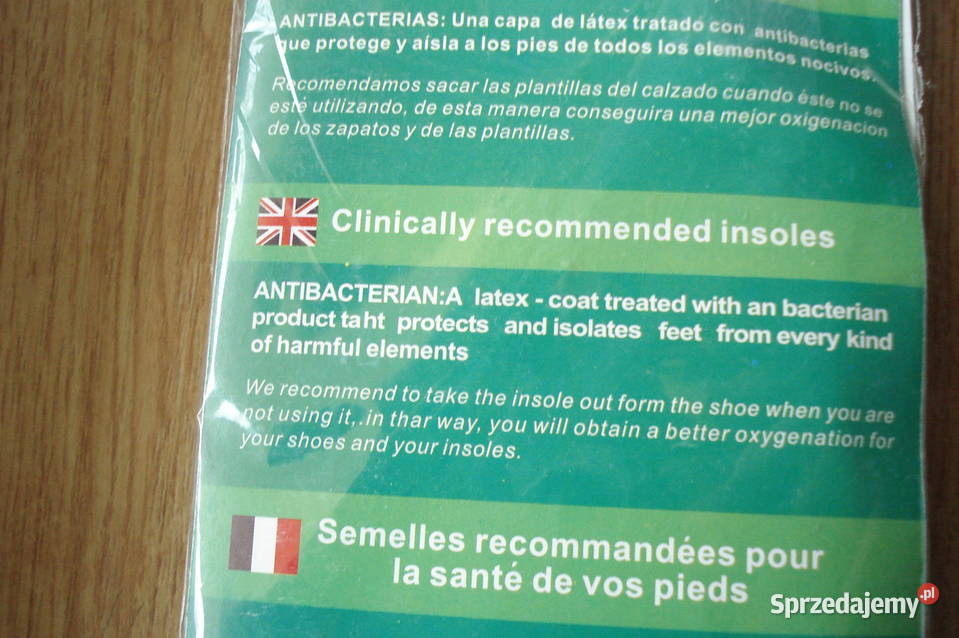 ANTIBACTERIAS: Una capa de látex tratado con antibacterias
que protege y aísla a los pies de todos los elementos nocivos.
Recomendamos sacar las plantillas del calzado cuando éste no se
esté utilizando, de esta manera conseguira una mejor oxigenacion
de los zapatos y de las plantillas.
Clinically recommended insoles
ANTIBACTERIAN:A latex - coat treated with an bacterian
product taht protects and isolates feet from every kind
of harmful elements
We recommend to take the insole out form the shoe when you are
not using it,.in thar way, you will obtain a better oxygenation for
your shoes and your insoles.
Semelles recommandées pour
la santé de vos pieds
Sprzedajemy.pl